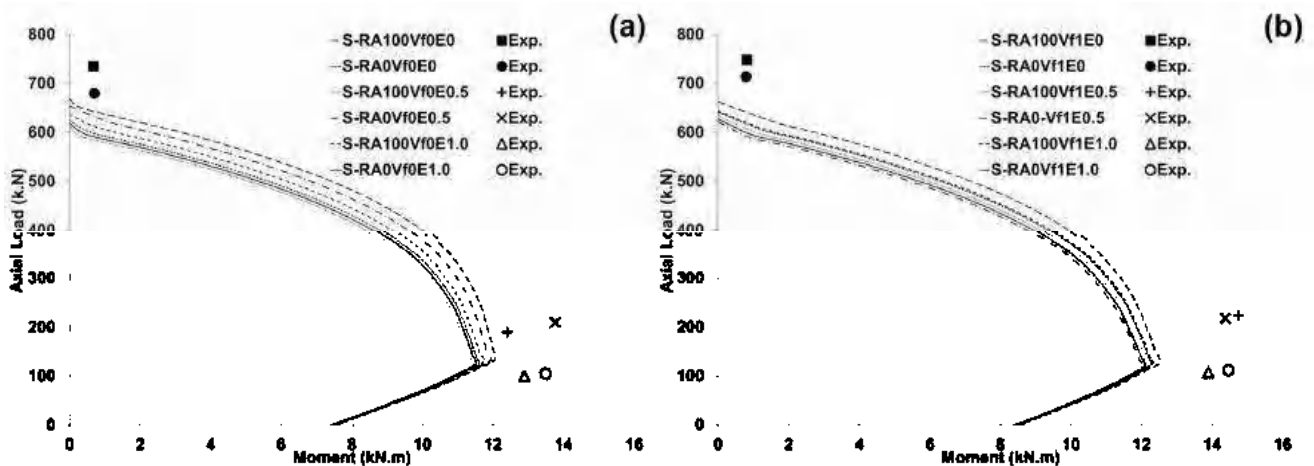 (a)
800
700
600
500
400
300
200
100
0
Axial Load (k.N)
0 2 4 6 8 10 12 14 16
Moment (kN.m)
S-RA100Vf0E0 Exp.
S-RA0Vf0E0 Exp.
S-RA100Vf0E0.5 Exp.
S-RA0Vf0E0.5 Exp.
S-RA100Vf0E1.0 Exp.
S-RA0Vf0E1.0 Exp.
(b)
800
700
600
500
400
300
200
100
0
Axial Load (k.N)
0 2 4 6 8 10 12 14 16
Moment (kN.m)
S-RA100Vf1E0 Exp.
S-RA0Vf1E0 Exp.
S-RA100Vf1E0.5 Exp.
S-RA0-Vf1E0.5 Exp.
S-RA100Vf1E1.0 Exp.
S-RA0Vf1E1.0 Exp.